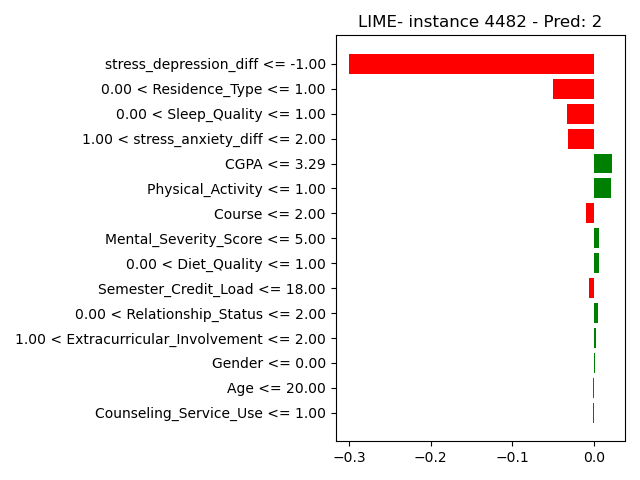 LIME- instance 4482 - Pred: 2
stress_depression_diff <= -1.00
0.00 < Residence_Type <= 1.00
0.00 < Sleep_Quality <= 1.00
1.00 < stress_anxiety_diff <= 2.00
CGPA <= 3.29
Physical_Activity <= 1.00
Course <= 2.00
Mental_Severity_Score <= 5.00
0.00 < Diet_Quality <= 1.00
Semester_Credit_Load <= 18.00
0.00 < Relationship_Status <= 2.00
1.00 < Extracurricular_Involvement <= 2.00
Gender <= 0.00
Age <= 20.00
Counseling_Service_Use <= 1.00
−0.3 −0.2 −0.1 0.0